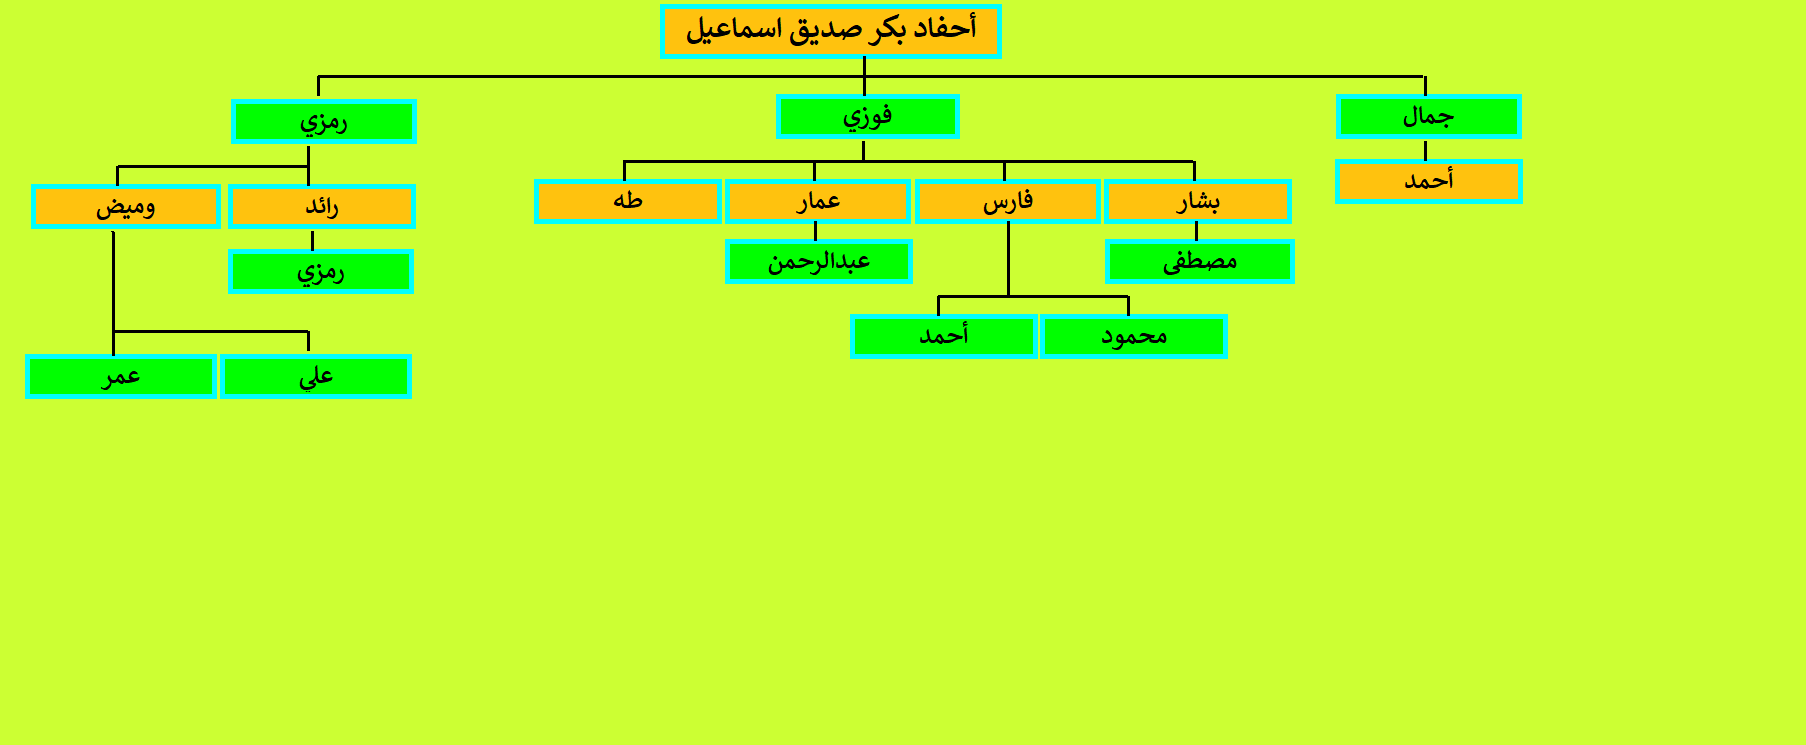 أحفاد بكر صديق اسماعيل
جمال
فوزي
رمزي
أحمد
بشار
فارس
عمار
طه
رائد
وميض
مصطفى
عبدالرحمن
رمزي
محمود
أحمد
على
عمر